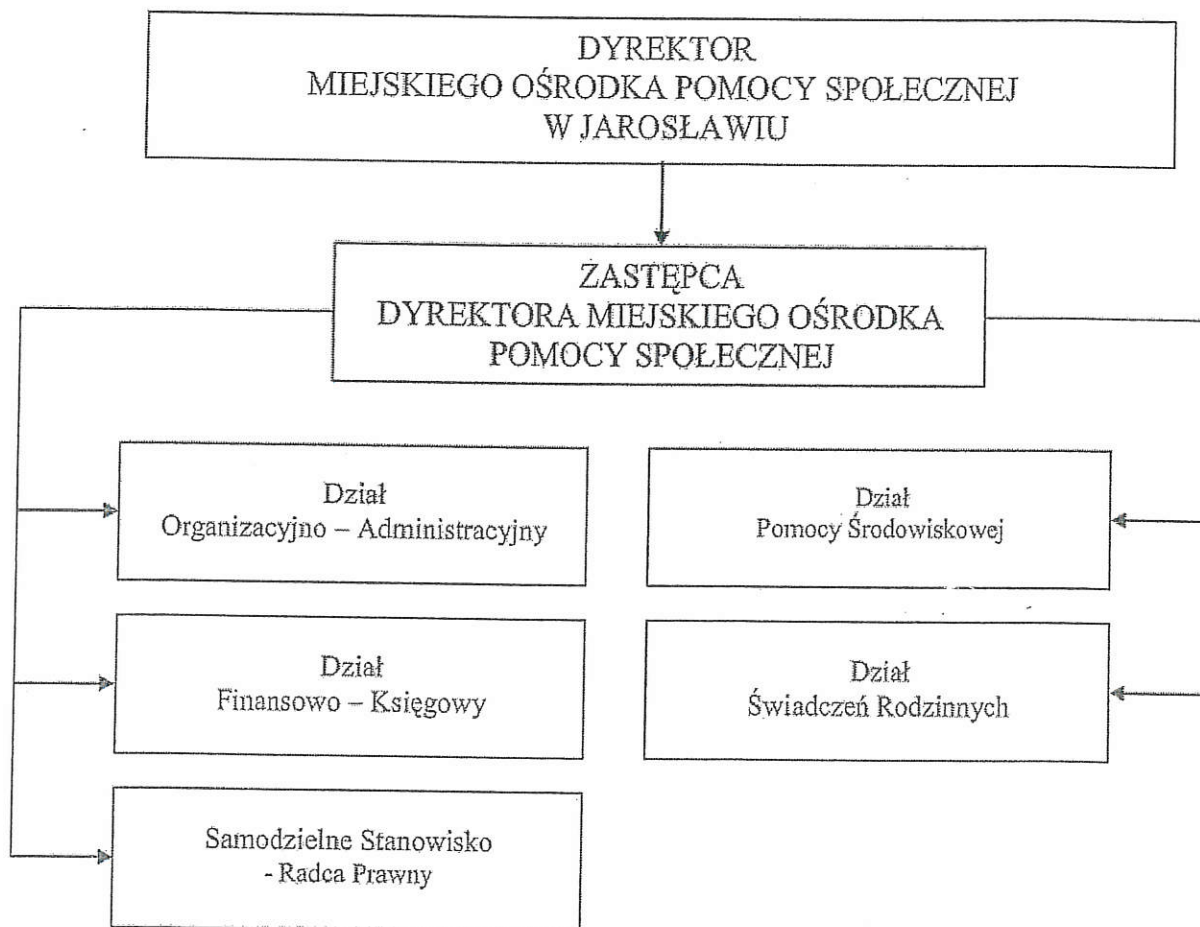 DYREKTOR
MIEJSKIEGO OŚRODKA POMOCY SPOŁECZNEJ
W JAROSŁAWIU
ZASTĘPCA
DYREKTORA MIEJSKIEGO OŚRODKA
POMOCY SPOŁECZNEJ
Dział
Organizacyjno – Administracyjny
Dział
Pomocy Środowiskowej
Dział
Finansowo – Księgowy
Dział
Świadczeń Rodzinnych
Samodzielne Stanowisko
- Radca Prawny